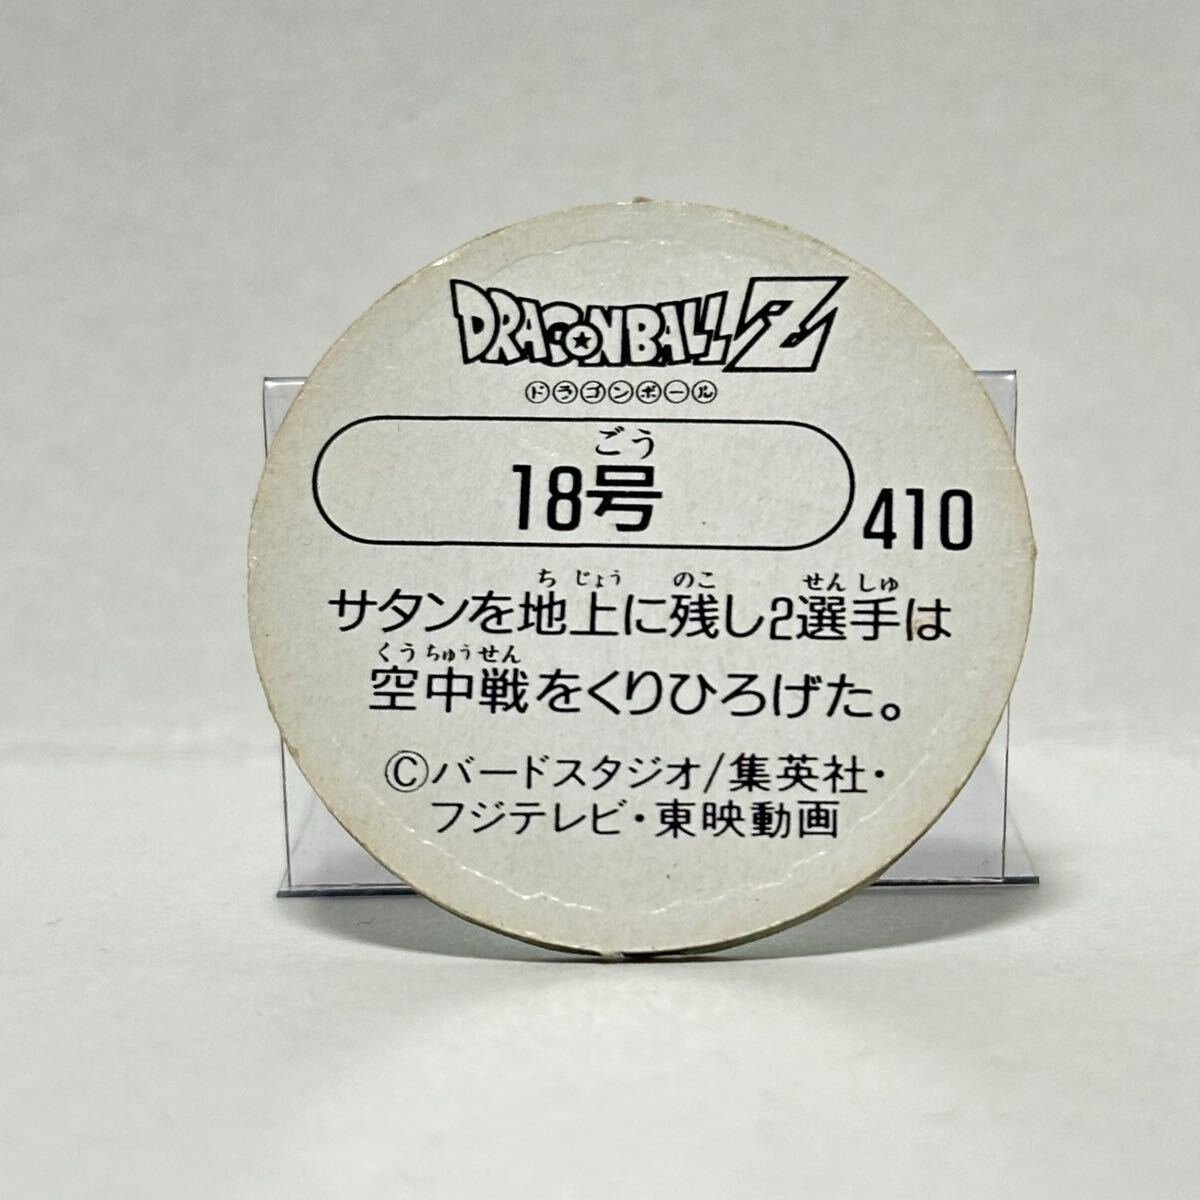 DRAGONBALL Z
ドラゴンボール
ごう
18号
410
ち じょう のこ せんしゅ
サタンを地上に残し2選手は
くうちゅうせん
空中戦をくりひろげた。
©バードスタジオ/集英社・
フジテレビ・東映動画